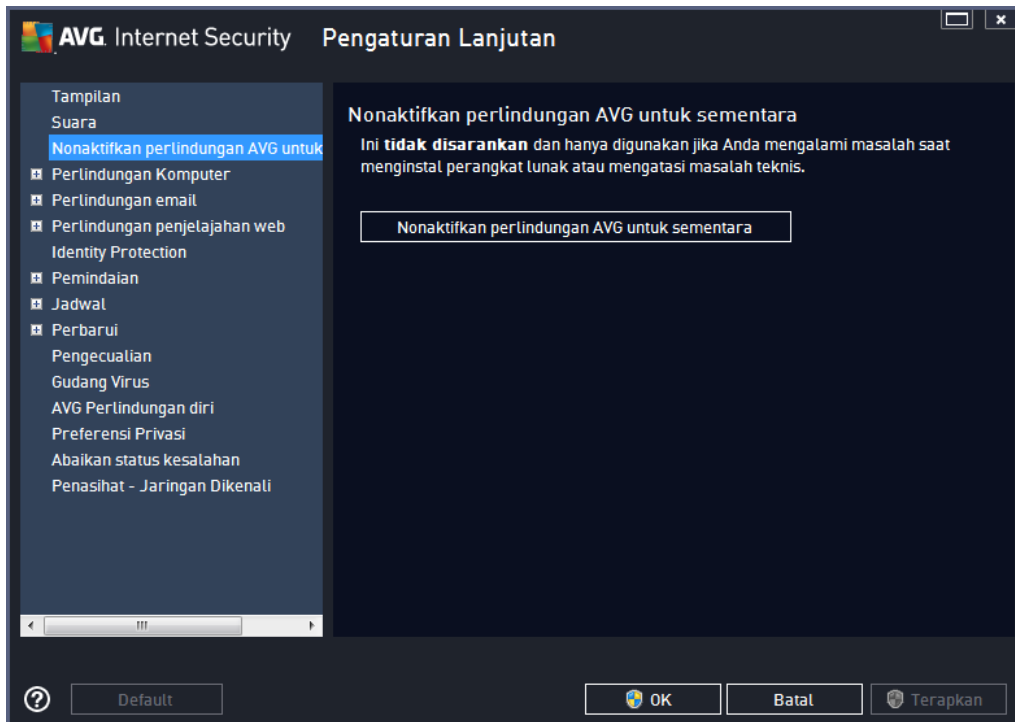 AVG. Internet Security Pengaturan Lanjutan
Tampilan
Suara
Nonaktifkan perlindungan AVG untuk
Perlindungan Komputer
Perlindungan email
Perlindungan penjelajahan web
Identity Protection
Pemindaian
Jadwal
Perbarui
Pengecualian
Gudang Virus
AVG Perlindungan diri
Preferensi Privasi
Abaikan status kesalahan
Penasihat - Jaringan Dikenali
Nonaktifkan perlindungan AVG untuk sementara
Ini tidak disarankan dan hanya digunakan jika Anda mengalami masalah saat
menginstal perangkat lunak atau mengatasi masalah teknis.
Nonaktifkan perlindungan AVG untuk sementara
Default
OK
Batal
Terapkan